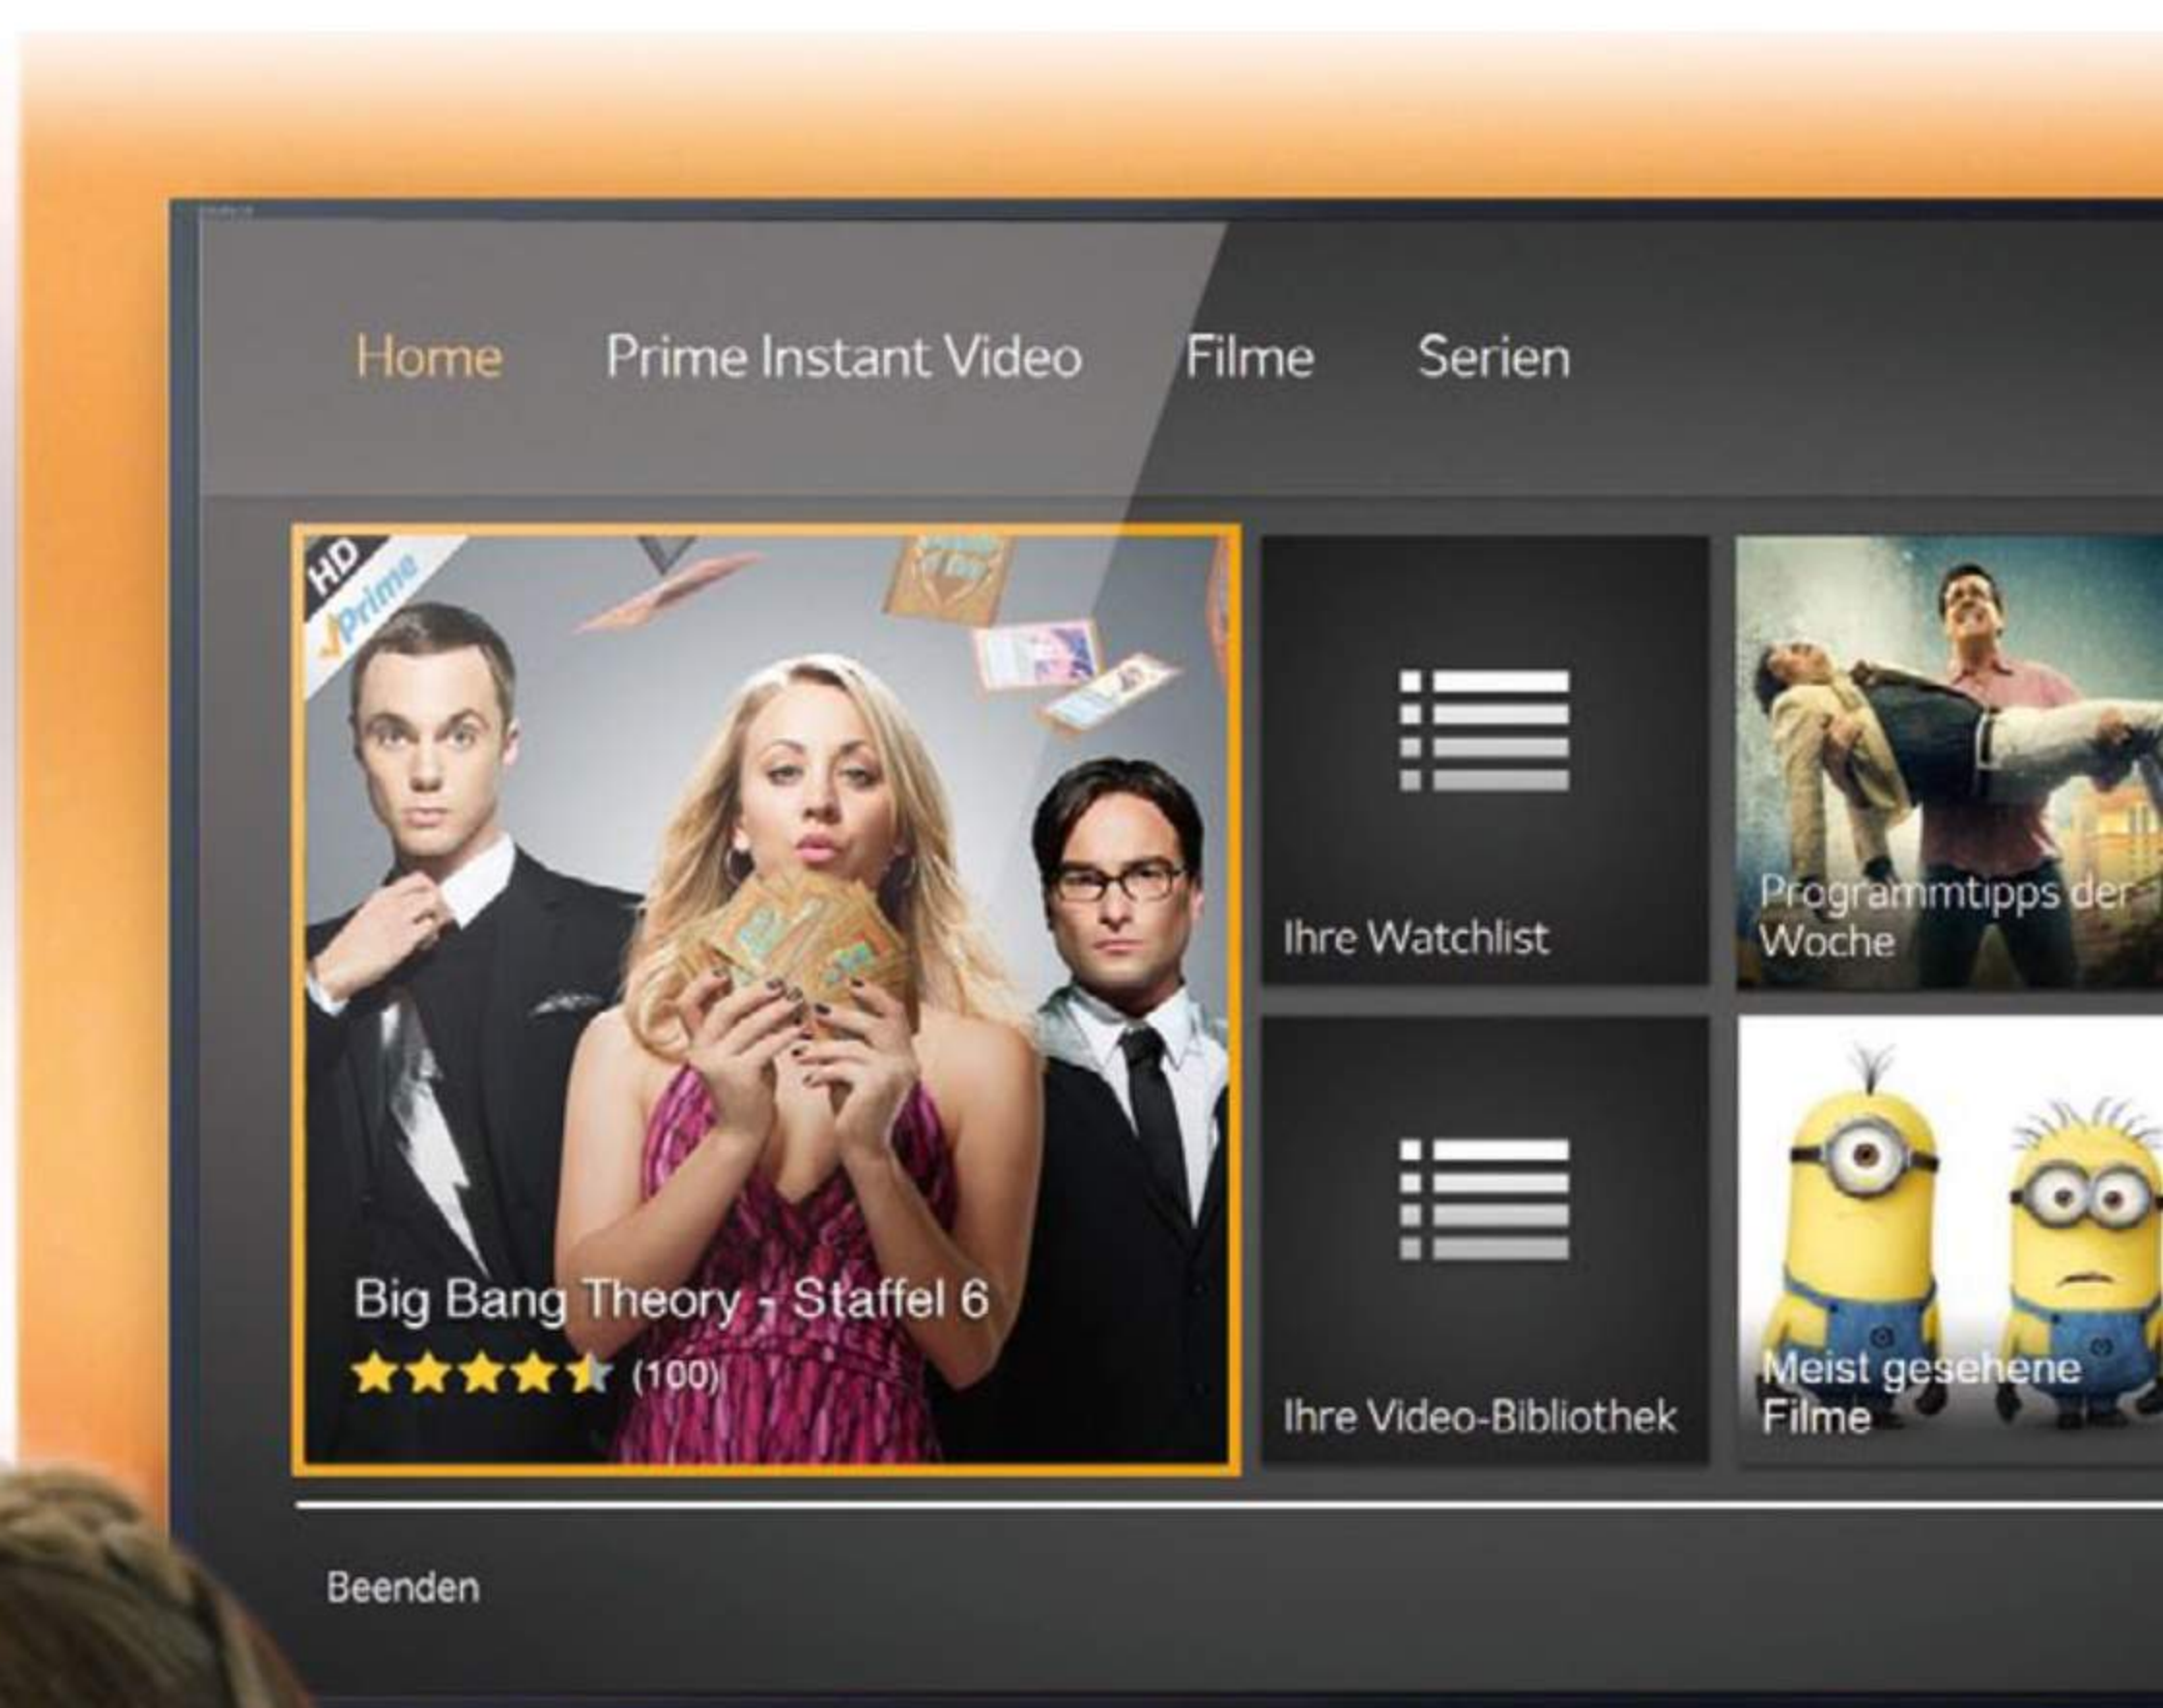 Home Prime Instant Video Filme Serien
HD
Prime
Big Bang Theory - Staffel 6
(100)
Ihre Watchlist
Programmtipps der
Woche
Ihre Video-Bibliothek
Meist gesehene
Filme
Beenden